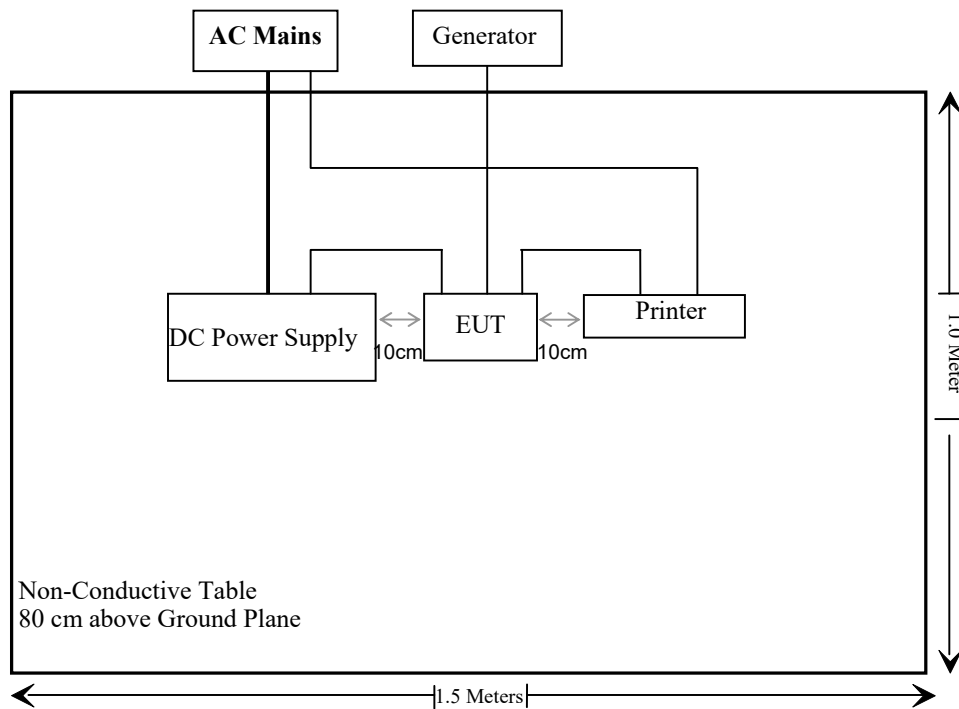 AC Mains
Generator
DC Power Supply
10cm
EUT
10cm
Printer
1.0 Meter
Non-Conductive Table
80 cm above Ground Plane
1.5 Meters